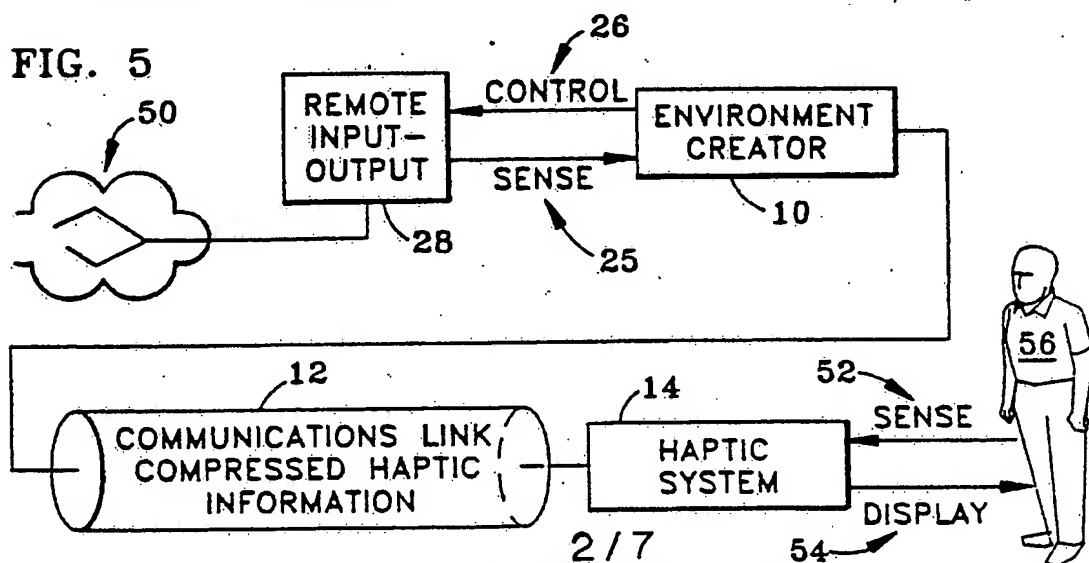 FIG. 5
50
REMOTE
INPUT-
OUTPUT
28
26
CONTROL
SENSE
25
ENVIRONMENT
CREATOR
10
12
COMMUNICATIONS LINK
COMPRESSED HAPTIC
INFORMATION
14
HAPTIC
SYSTEM
52
SENSE
DISPLAY
54
56
2/7